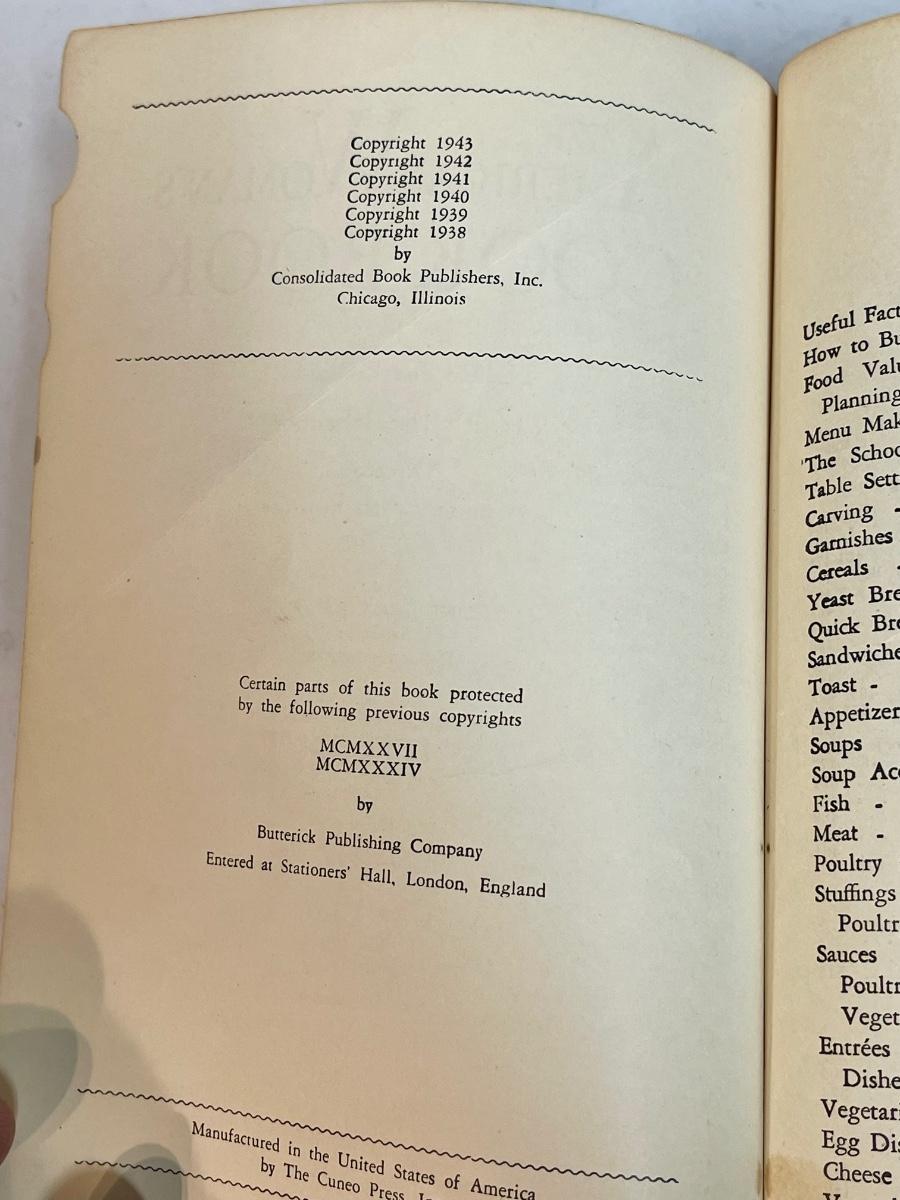 Copyright 1943
Copyright 1942
Copyright 1941
Copyright 1940
Copyright 1939
Copyright 1938
by
Consolidated Book Publishers, Inc.
Chicago, Illinois
Certain parts of this book protected
by the following previous copyrights
MCMXXVII
MCMXXXIV
by
Butterick Publishing Company
Entered at Stationers' Hall, London, England
Manufactured in the United States of America
by The Cuneo Press,
Useful
How to
Food
Planning
Menu
The
Table
Carving -
Garnishes
Cereals -
Yeast
Quick
Toast -
Soups
Soup
Fish -
Meat -
Poultry
Stuffings
Sauces
Entrées
Egg
Cheese